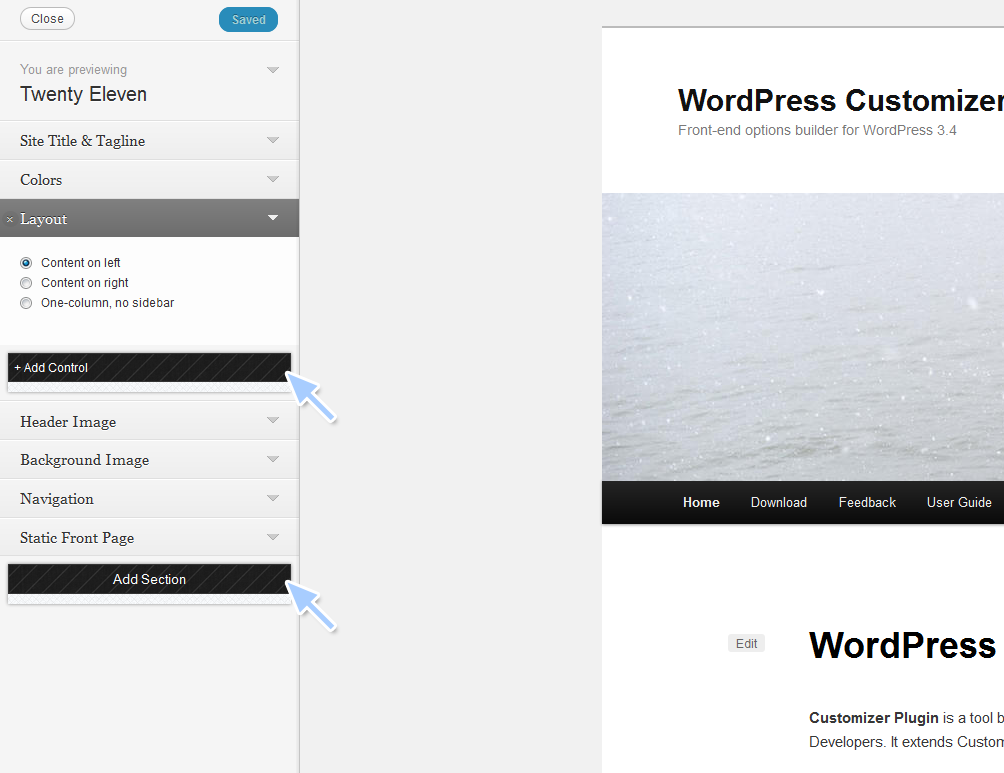 Close
Saved
You are previewing
Twenty Eleven
Site Title & Tagline
Colors
× Layout
Content on left
Content on right
One-column, no sidebar
+ Add Control
Header Image
Background Image
Navigation
Static Front Page
Add Section
WordPress Customizer
Front-end options builder for WordPress 3.4
Home Download Feedback User Guide
Edit
WordPress
Customizer Plugin is a tool b
Developers. It extends Custom